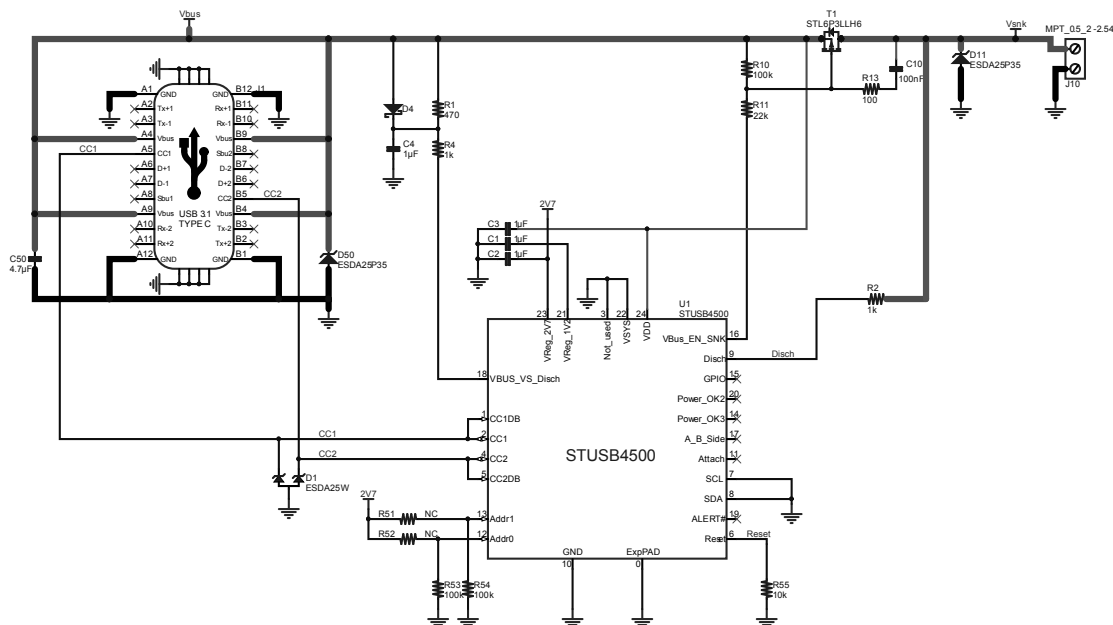 Vbus
T1
STL6P3LLH6
Vsnk
MPT_0.5_2-2.54
J10
D11
ESDA25P35
C10
100nF
R13
100
R10
100k
R11
22k
D4
R1
470
C4
1µF
R4
1k
J1
A1 GND GND B12
A2 Tx+1 Rx+1 B11
A3 Tx-1 Rx-1 B10
A4 Vbus Vbus B9
CC1 A5 CC1 Sbu2 B8
A6 D+1 D-2 B7
A7 D-1 D+2 B6
A8 Sbu1 CC2 B5 CC2
A9 Vbus Vbus B4
A10 Rx-2 Tx-2 B3
A11 Rx+2 Tx+2 B2
A12 GND GND B1
USB 3.1
TYPE C
C50
4.7µF
D50
ESDA25P35
2V7
C3 1µF
C1 1µF
C2 1µF
R2
1k
U1
STUSB4500
23 VReg_2V7
21 VReg_1V2
3 Not_used
22 VSYS
24 VDD
VBus_EN_SNK 16
Disch 9 Disch
18 VBUS_VS_Disch
GPIO 15
Power_OK2 20
1 CC1DB
Power_OK3 14
CC1 2 CC1
A_B_Side 17
CC2 4 CC2
Attach 11
5 CC2DB
STUSB4500
SCL 7
SDA 8
D1
ESDA25W
2V7
R51 NC 13 Addr1
ALERT# 19
R52 NC 12 Addr0
Reset 6 Reset
GND
10
ExpPAD
0
R53
100k
R54
100k
R55
10k